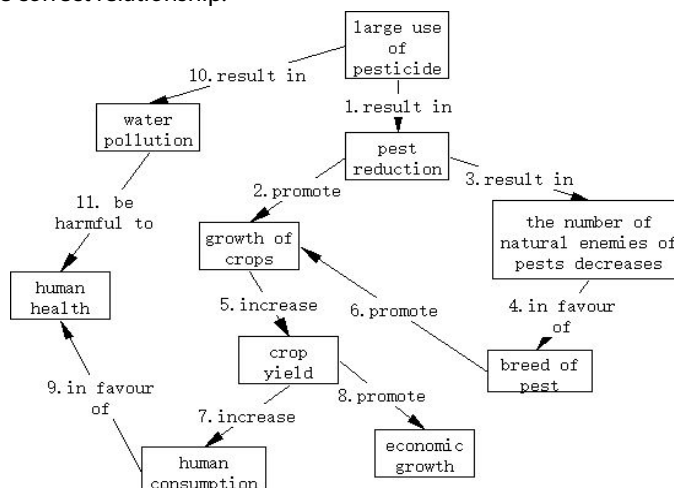 correct relationship.
large use
of
pesticide
10.result in
1.result in
water
pollution
pest
reduction
3.result in
2.promote
11. be
harmful to
the number of
natural enemies of
pests decreases
growth of
crops
human
health
5.increase
6.promote
4.in favour
of
crop
yield
breed of
pest
9.in favour
of
8.promote
7.increase
economic
growth
human
consumption